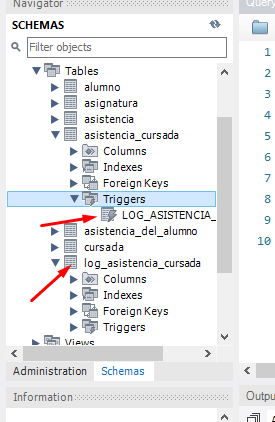 Navigator
Query
SCHEMAS
Filter objects
Tables
alumno
asignatura
asistencia
asistencia_cursada
Columns
Indexes
Foreign Keys
Triggers
LOG_ASISTENCIA_
asistencia_del_alumno
cursada
log_asistencia_cursada
Columns
Indexes
Foreign Keys
Triggers
Views
1
2
3
4
5
6
7
8
9
10
Administration Schemas
Information
Outpu